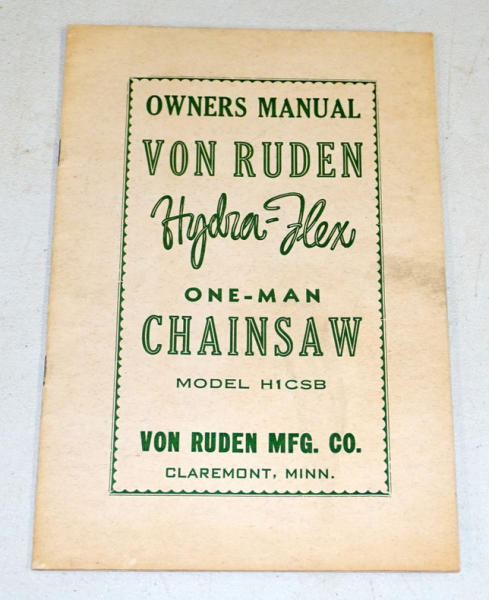 OWNERS MANUAL
VON RUDEN
Hydra-Flex
ONE-MAN
CHAINSAW
MODEL H1CSB
VON RUDEN MFG. CO.
CLAREMONT, MINN.